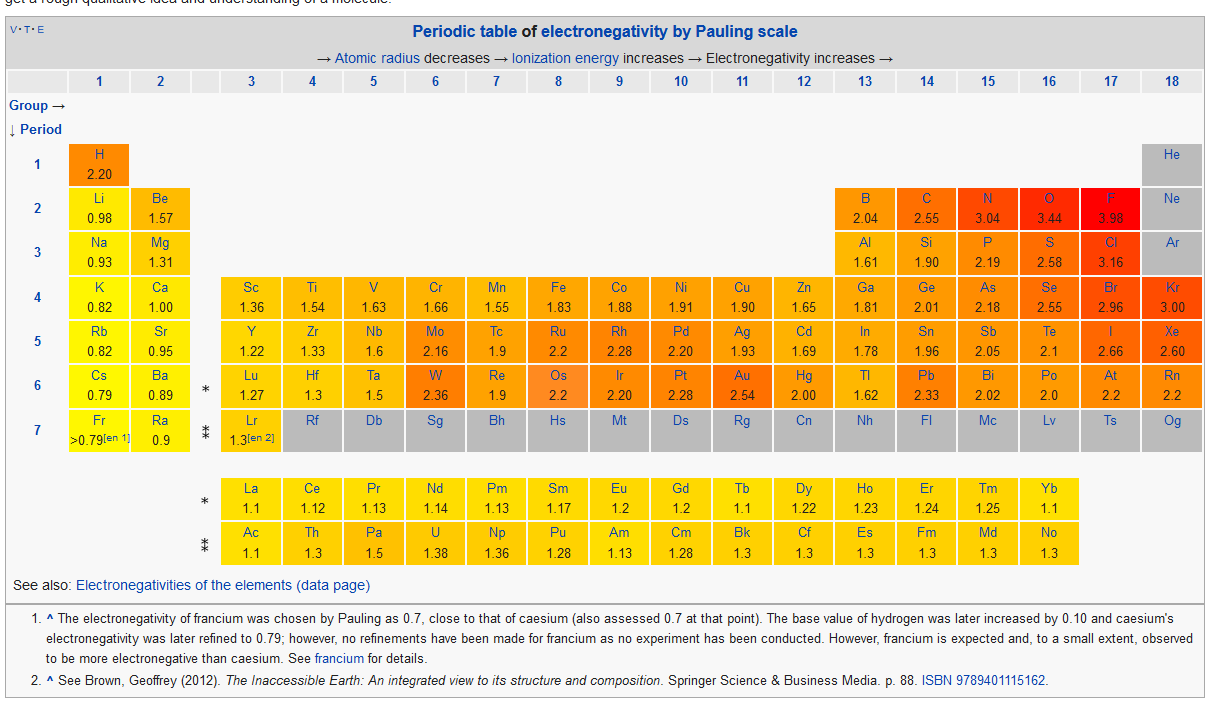 get a rough qualitative idea and understanding of a molecule.
V·T·E
Periodic table of electronegativity by Pauling scale
→ Atomic radius decreases → Ionization energy increases → Electronegativity increases →
1 2 3 4 5 6 7 8 9 10 11 12 13 14 15 16 17 18
Group →
↓ Period
1 H He
2.20
2 Li Be B C N O F Ne
0.98 1.57 2.04 2.55 3.04 3.44 3.98
3 Na Mg Al Si P S Cl Ar
0.93 1.31 1.61 1.90 2.19 2.58 3.16
4 K Ca Sc Ti V Cr Mn Fe Co Ni Cu Zn Ga Ge As Se Br Kr
0.82 1.00 1.36 1.54 1.63 1.66 1.55 1.83 1.88 1.91 1.90 1.65 1.81 2.01 2.18 2.55 2.96 3.00
5 Rb Sr Y Zr Nb Mo Tc Ru Rh Pd Ag Cd In Sn Sb Te I Xe
0.82 0.95 1.22 1.33 1.6 2.16 1.9 2.2 2.28 2.20 1.93 1.69 1.78 1.96 2.05 2.1 2.66 2.60
6 Cs Ba * Lu Hf Ta W Re Os Ir Pt Au Hg Tl Pb Bi Po At Rn
0.79 0.89 1.27 1.3 1.5 2.36 1.9 2.2 2.20 2.28 2.54 2.00 1.62 2.33 2.02 2.0 2.2 2.2
7 Fr Ra ⁑ Lr Rf Db Sg Bh Hs Mt Ds Rg Cn Nh Fl Mc Lv Ts Og
>0.79[en 1] 0.9 1.3[en 2]
* La Ce Pr Nd Pm Sm Eu Gd Tb Dy Ho Er Tm Yb
1.1 1.12 1.13 1.14 1.13 1.17 1.2 1.2 1.1 1.22 1.23 1.24 1.25 1.1
⁑ Ac Th Pa U Np Pu Am Cm Bk Cf Es Fm Md No
1.1 1.3 1.5 1.38 1.36 1.28 1.13 1.28 1.3 1.3 1.3 1.3 1.3 1.3
See also: Electronegativities of the elements (data page)
1. ^ The electronegativity of francium was chosen by Pauling as 0.7, close to that of caesium (also assessed 0.7 at that point). The base value of hydrogen was later increased by 0.10 and caesium's
electronegativity was later refined to 0.79; however, no refinements have been made for francium as no experiment has been conducted. However, francium is expected and, to a small extent, observed
to be more electronegative than caesium. See francium for details.
2. ^ See Brown, Geoffrey (2012). The Inaccessible Earth: An integrated view to its structure and composition. Springer Science & Business Media. p. 88. ISBN 9789401115162.